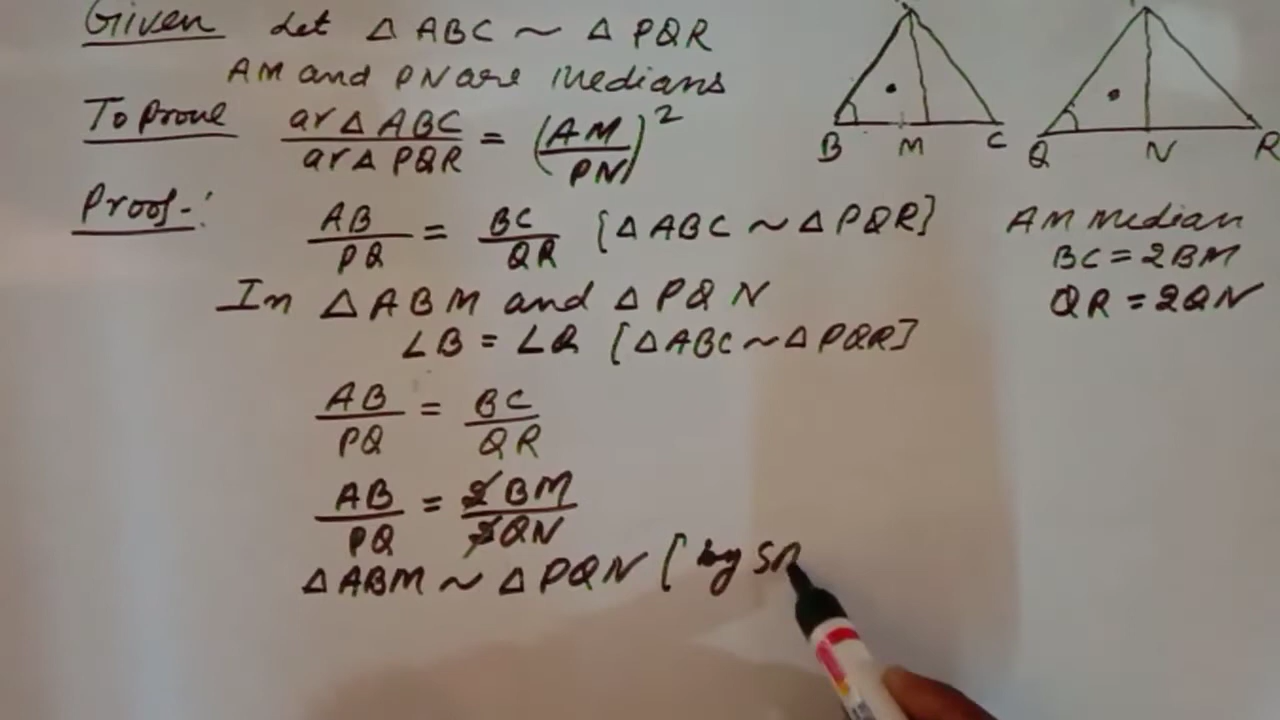 Given Let △ ABC ~ △ PQR
AM and PN are Medians
To prove ar △ ABC / ar △ PQR = (AM / PN)²
Proof-: AB / PQ = BC / QR [△ ABC ~ △ PQR]
In △ ABM and △ PQN
∠B = ∠Q [△ABC ~ △PQR]
AB / PQ = BC / QR
AB / PQ = 2BM / 2QN
△ ABM ~ △ PQN [by SA
B M C
Q N R
AM Median
BC = 2BM
QR = 2QN